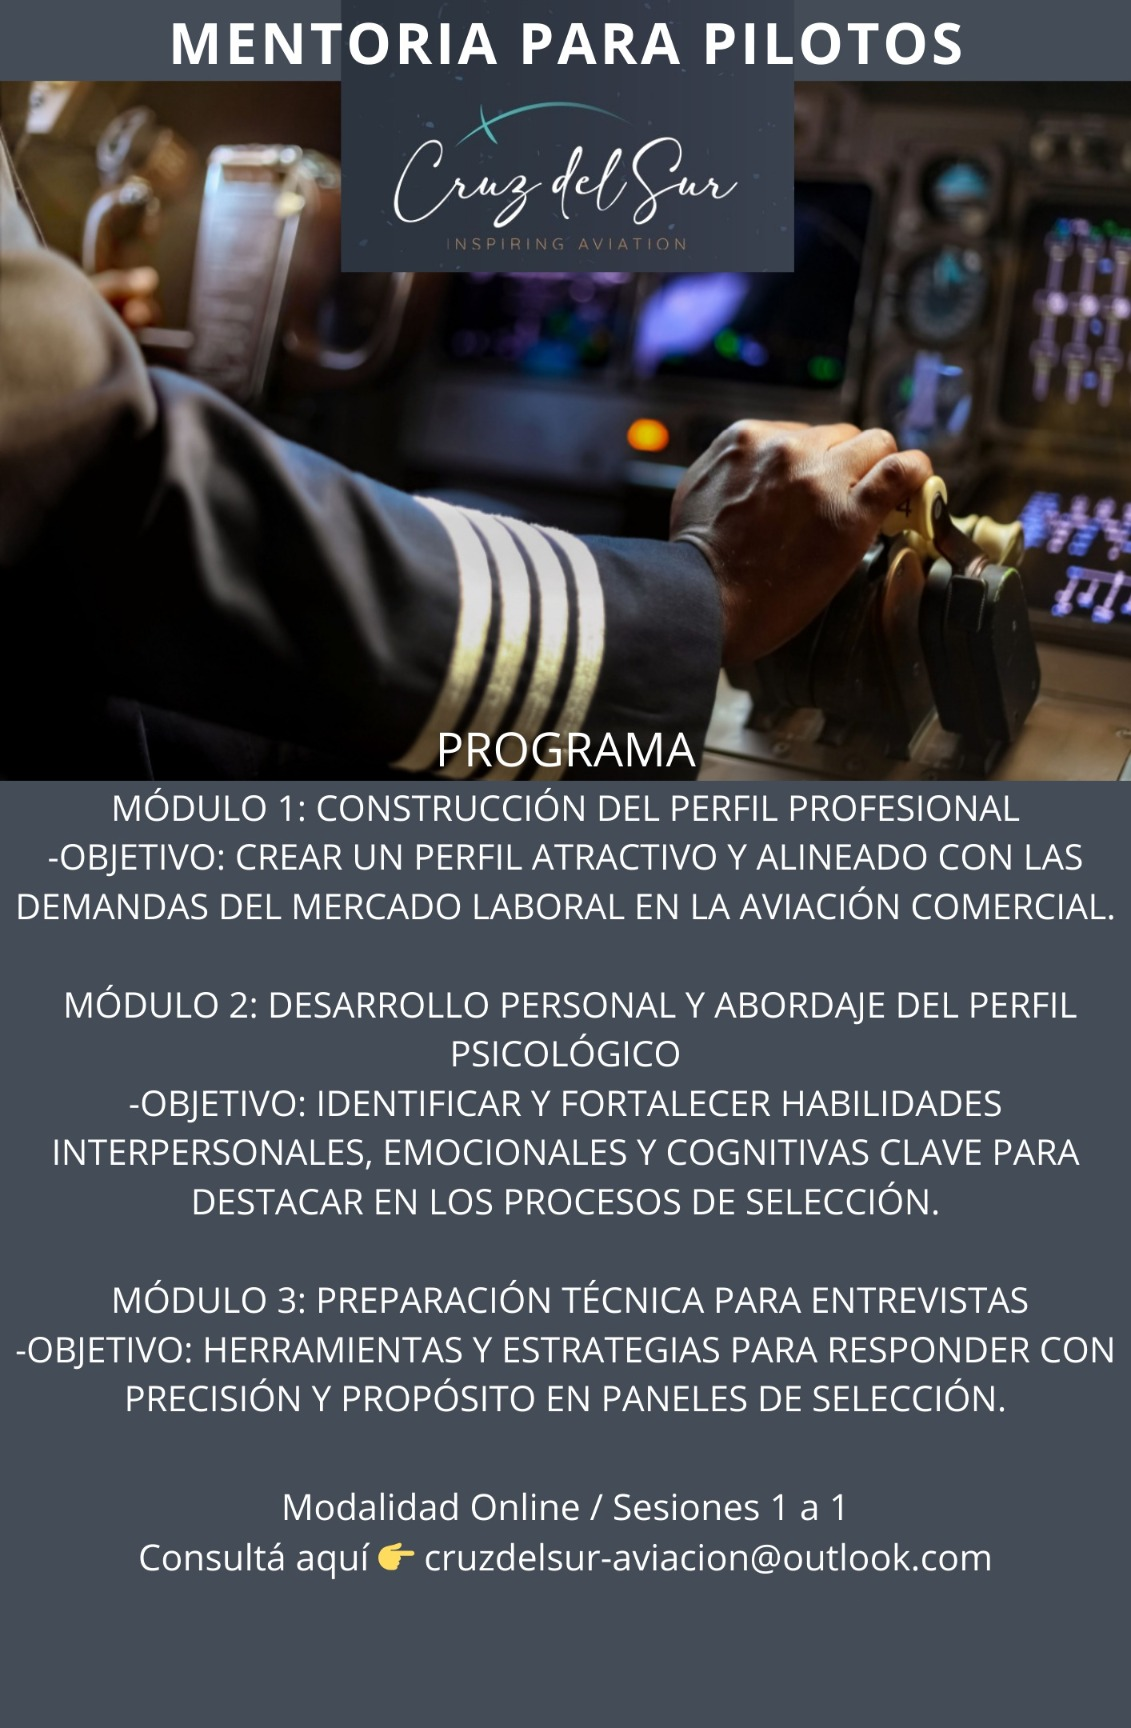 MENTORIA PARA PILOTOS
Cruz del Sur
INSPIRING AVIATION
4
PROGRAMA
MÓDULO 1: CONSTRUCCIÓN DEL PERFIL PROFESIONAL
-OBJETIVO: CREAR UN PERFIL ATRACTIVO Y ALINEADO CON LAS
DEMANDAS DEL MERCADO LABORAL EN LA AVIACIÓN COMERCIAL.
MÓDULO 2: DESARROLLO PERSONAL Y ABORDAJE DEL PERFIL
PSICOLÓGICO
-OBJETIVO: IDENTIFICAR Y FORTALECER HABILIDADES
INTERPERSONALES, EMOCIONALES Y COGNITIVAS CLAVE PARA
DESTACAR EN LOS PROCESOS DE SELECCIÓN.
MÓDULO 3: PREPARACIÓN TÉCNICA PARA ENTREVISTAS
-OBJETIVO: HERRAMIENTAS Y ESTRATEGIAS PARA RESPONDER CON
PRECISIÓN Y PROPÓSITO EN PANELES DE SELECCIÓN.
Modalidad Online / Sesiones 1 a 1
Consultá aquí 👉 cruzdelsur-aviacion@outlook.com